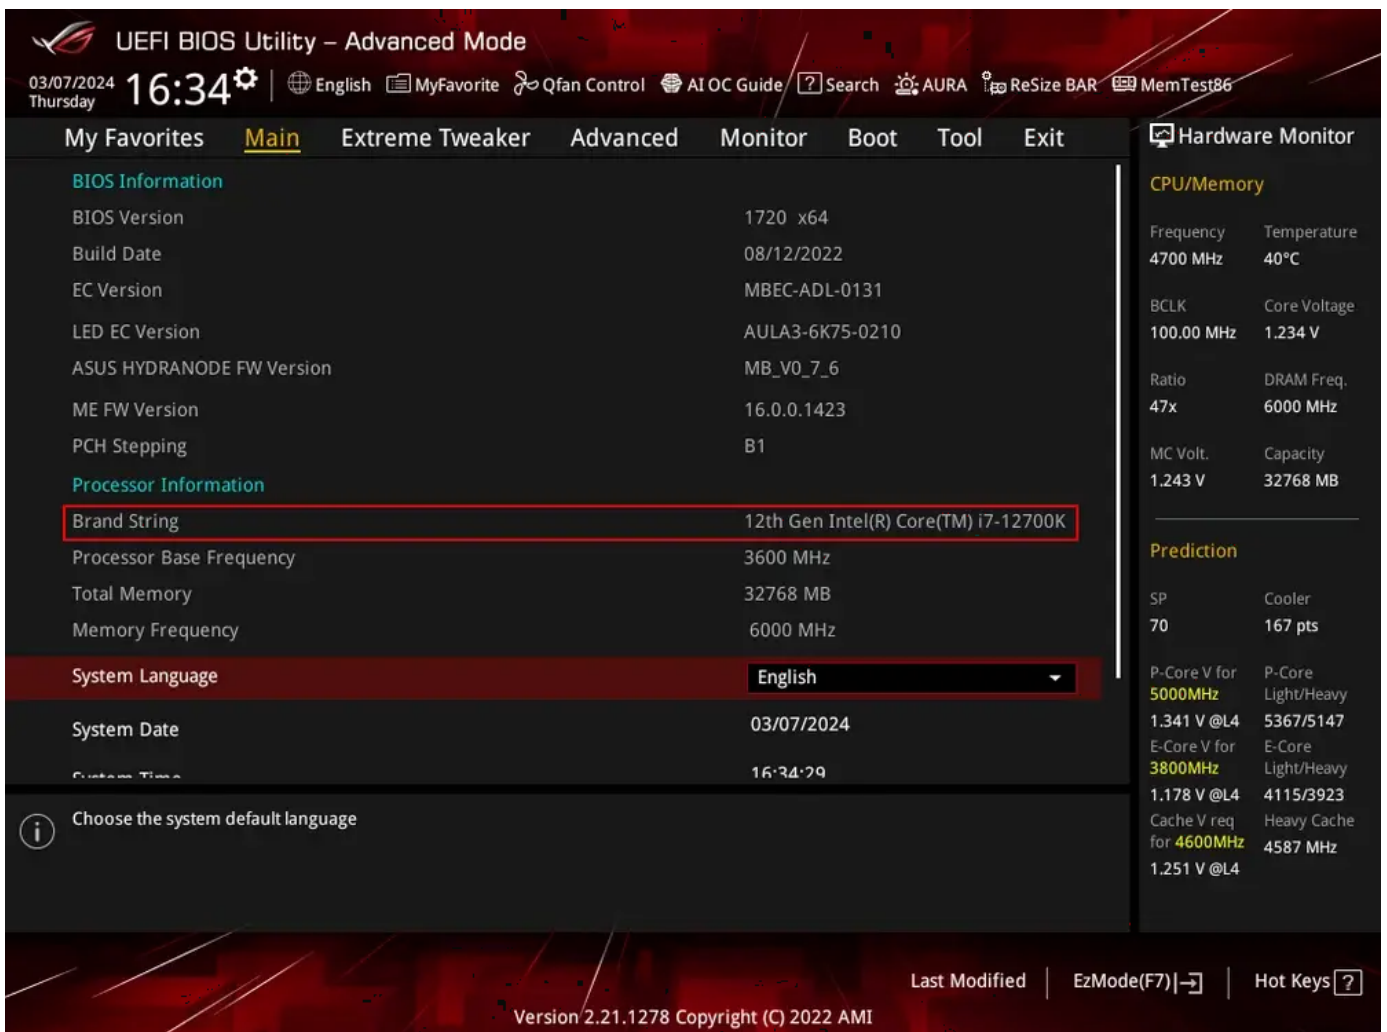 UEFI BIOS Utility – Advanced Mode
03/07/2024
Thursday
16:34
English MyFavorite Qfan Control AI OC Guide ? Search AURA ReSize BAR MemTest86
My Favorites Main Extreme Tweaker Advanced Monitor Boot Tool Exit
BIOS Information
BIOS Version 1720 x64
Build Date 08/12/2022
EC Version MBEC-ADL-0131
LED EC Version AULA3-6K75-0210
ASUS HYDRANODE FW Version MB_V0_7_6
ME FW Version 16.0.0.1423
PCH Stepping B1
Processor Information
Brand String 12th Gen Intel(R) Core(TM) i7-12700K
Processor Base Frequency 3600 MHz
Total Memory 32768 MB
Memory Frequency 6000 MHz
System Language English
System Date 03/07/2024
System Time 16:34:29
Choose the system default language
Hardware Monitor
CPU/Memory
Frequency Temperature
4700 MHz 40°C
BCLK Core Voltage
100.00 MHz 1.234 V
Ratio DRAM Freq.
47x 6000 MHz
MC Volt. Capacity
1.243 V 32768 MB
Prediction
SP Cooler
70 167 pts
P-Core V for P-Core
5000MHz Light/Heavy
1.341 V @L4 5367/5147
E-Core V for E-Core
3800MHz Light/Heavy
1.178 V @L4 4115/3923
Cache V req Heavy Cache
for 4600MHz 4587 MHz
1.251 V @L4
Last Modified EzMode(F7) Hot Keys ?
Version 2.21.1278 Copyright (C) 2022 AMI